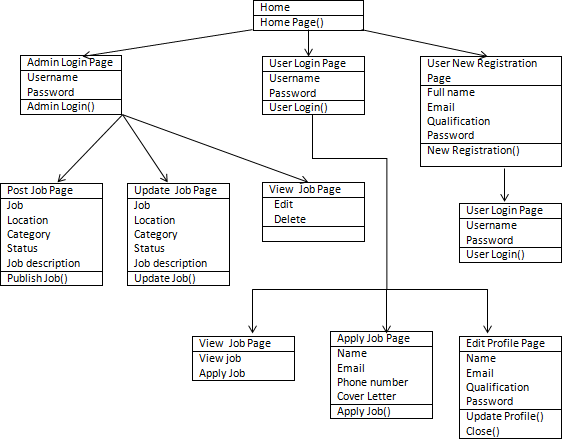 Home
Home Page()
Admin Login Page
Username
Password
Admin Login()
User Login Page
Username
Password
User Login()
User New Registration
Page
Full name
Email
Qualification
Password
New Registration()
Post Job Page
Job
Location
Category
Status
Job description
Publish Job()
Update Job Page
Job
Location
Category
Status
Job description
Update Job()
View Job Page
Edit
Delete
User Login Page
Username
Password
User Login()
View Job Page
View job
Apply Job
Apply Job Page
Name
Email
Phone number
Cover Letter
Apply Job()
Edit Profile Page
Name
Email
Qualification
Password
Update Profile()
Close()